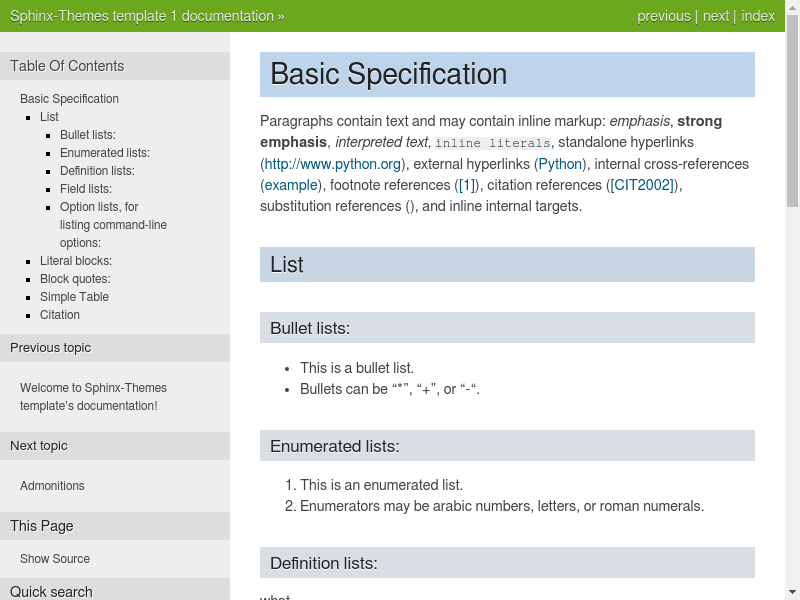 Sphinx-Themes template 1 documentation »
previous | next | index
Table Of Contents
Basic Specification
List
Bullet lists:
Enumerated lists:
Definition lists:
Field lists:
Option lists, for
listing command-line
options:
Literal blocks:
Block quotes:
Simple Table
Citation
Previous topic
Welcome to Sphinx-Themes
template's documentation!
Next topic
Admonitions
This Page
Show Source
Quick search
Basic Specification
Paragraphs contain text and may contain inline markup: emphasis, strong
emphasis, interpreted text, inline literals, standalone hyperlinks
(http://www.python.org), external hyperlinks (Python), internal cross-references
(example), footnote references ([1]), citation references ([CIT2002]),
substitution references (), and inline internal targets.
List
Bullet lists:
• This is a bullet list.
• Bullets can be “*”, “+”, or “-“.
Enumerated lists:
1. This is an enumerated list.
2. Enumerators may be arabic numbers, letters, or roman numerals.
Definition lists:
what